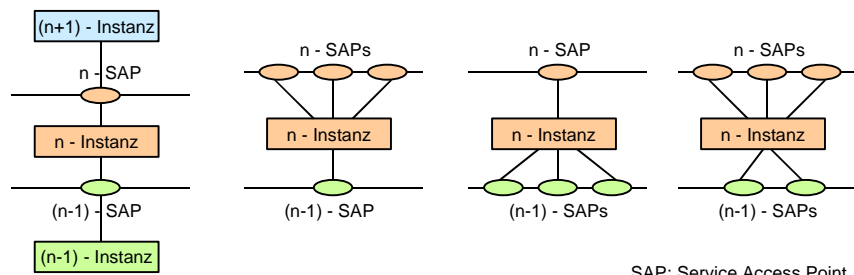 (n+1) - Instanz
n - SAP
n - Instanz
(n-1) - SAP
(n-1) - Instanz
n - SAPs
n - Instanz
(n-1) - SAP
n - SAP
n - Instanz
(n-1) - SAPs
n - SAPs
n - Instanz
(n-1) - SAPs
SAP: Service Access Point